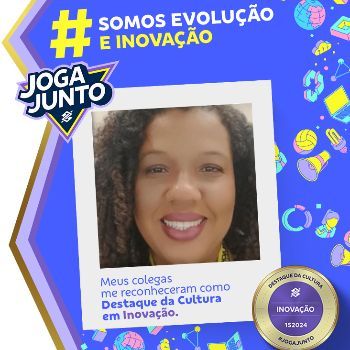 # SOMOS EVOLUÇÃO
E INOVAÇÃO
JOGA
JUNTO
Meus colegas
me reconheceram como
Destaque da Cultura
em Inovação.
DESTAQUE DA CULTURA
INOVAÇÃO
1S2024
#JOGAJUNTO